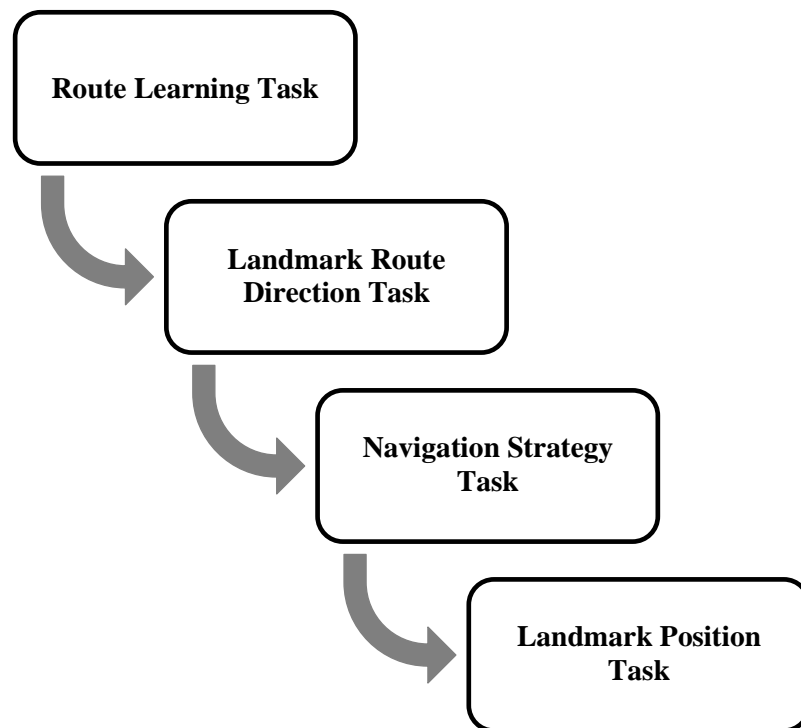 Route Learning Task
Landmark Route
Direction Task
Navigation Strategy
Task
Landmark Position
Task